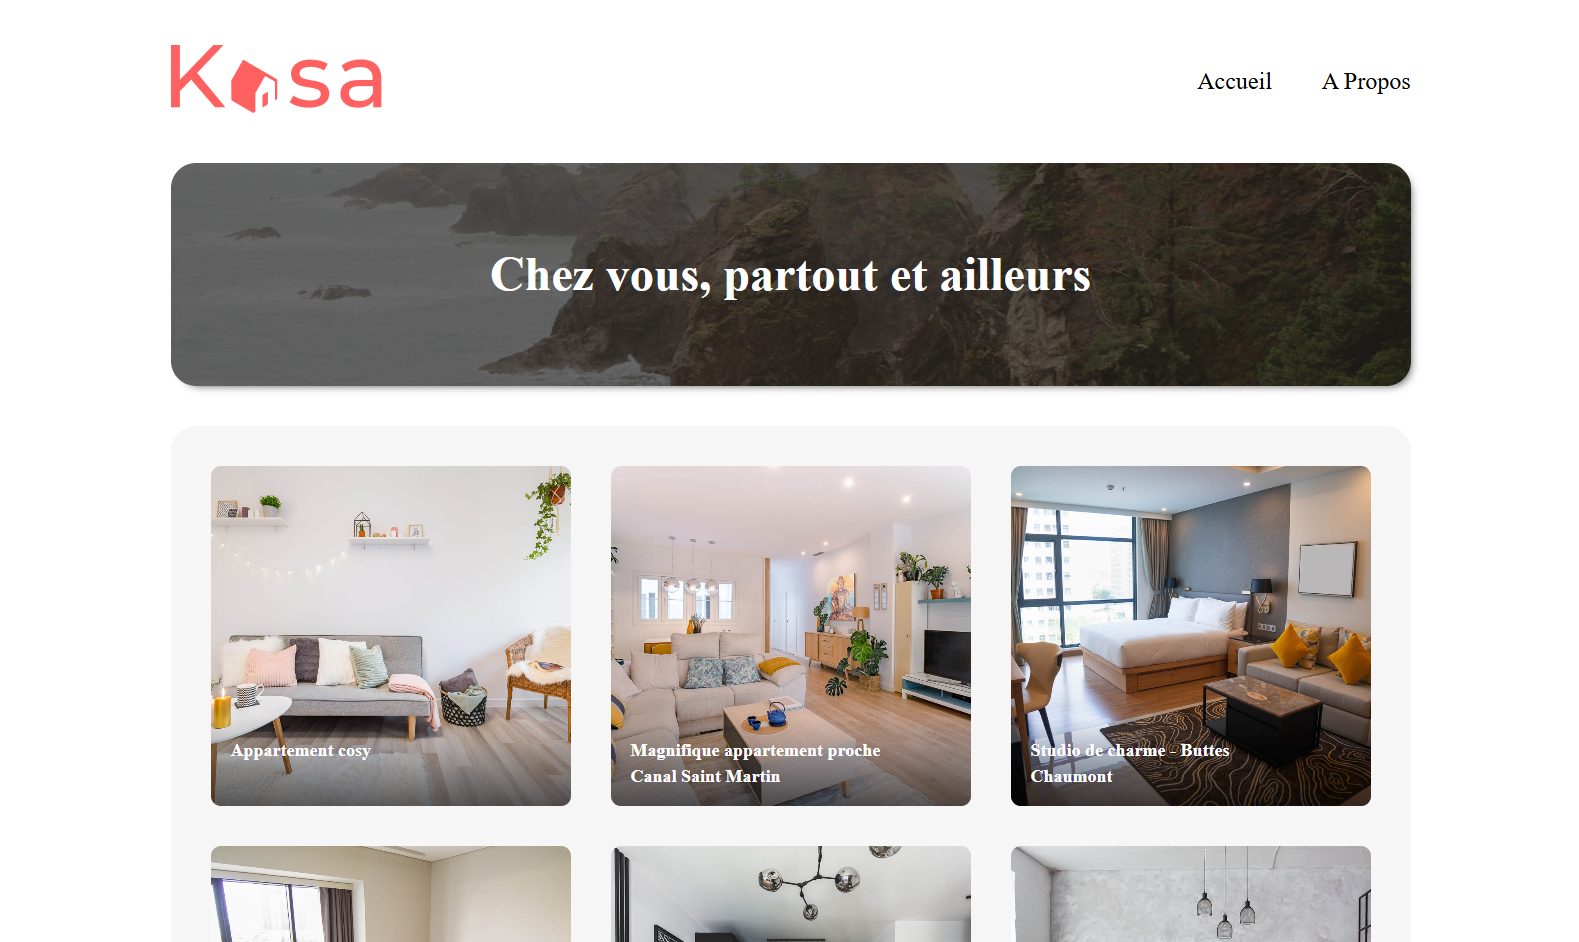 Kasa
Accueil
A Propos
Chez vous, partout et ailleurs
Appartement cosy
Magnifique appartement proche
Canal Saint Martin
Studio de charme - Buttes
Chaumont